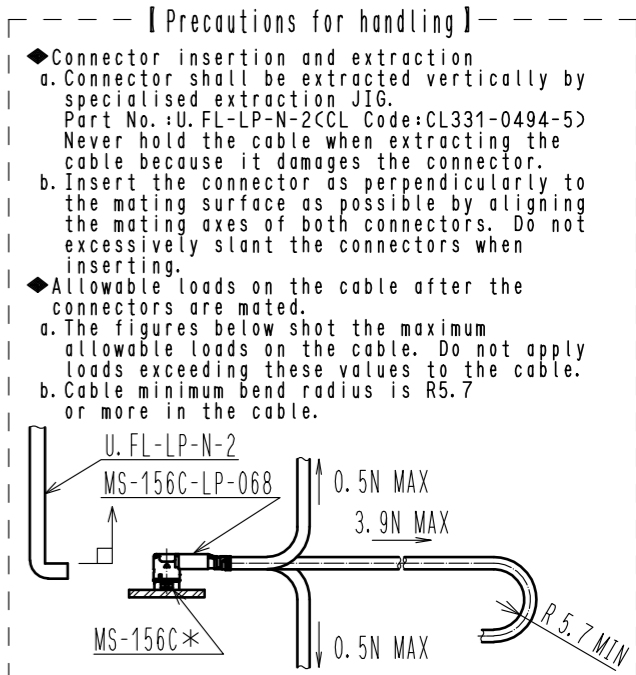 【Precautions for handling】
◆Connector insertion and extraction
a. Connector shall be extracted vertically by
specialised extraction JIG.
Part No. :U. FL-LP-N-2(CL Code:CL331-0494-5)
Never hold the cable when extracting the
cable because it damages the connector.
b. Insert the connector as perpendicularly to
the mating surface as possible by aligning
the mating axes of both connectors. Do not
excessively slant the connectors when
inserting.
◆Allowable loads on the cable after the
connectors are mated.
a. The figures below shot the maximum
allowable loads on the cable. Do not apply
loads exceeding these values to the cable.
b. Cable minimum bend radius is R5.7
or more in the cable.
U. FL-LP-N-2
MS-156C-LP-068
0. 5N MAX
3. 9N MAX
R 5. 7 MIN
MS-156C*
0. 5N MAX